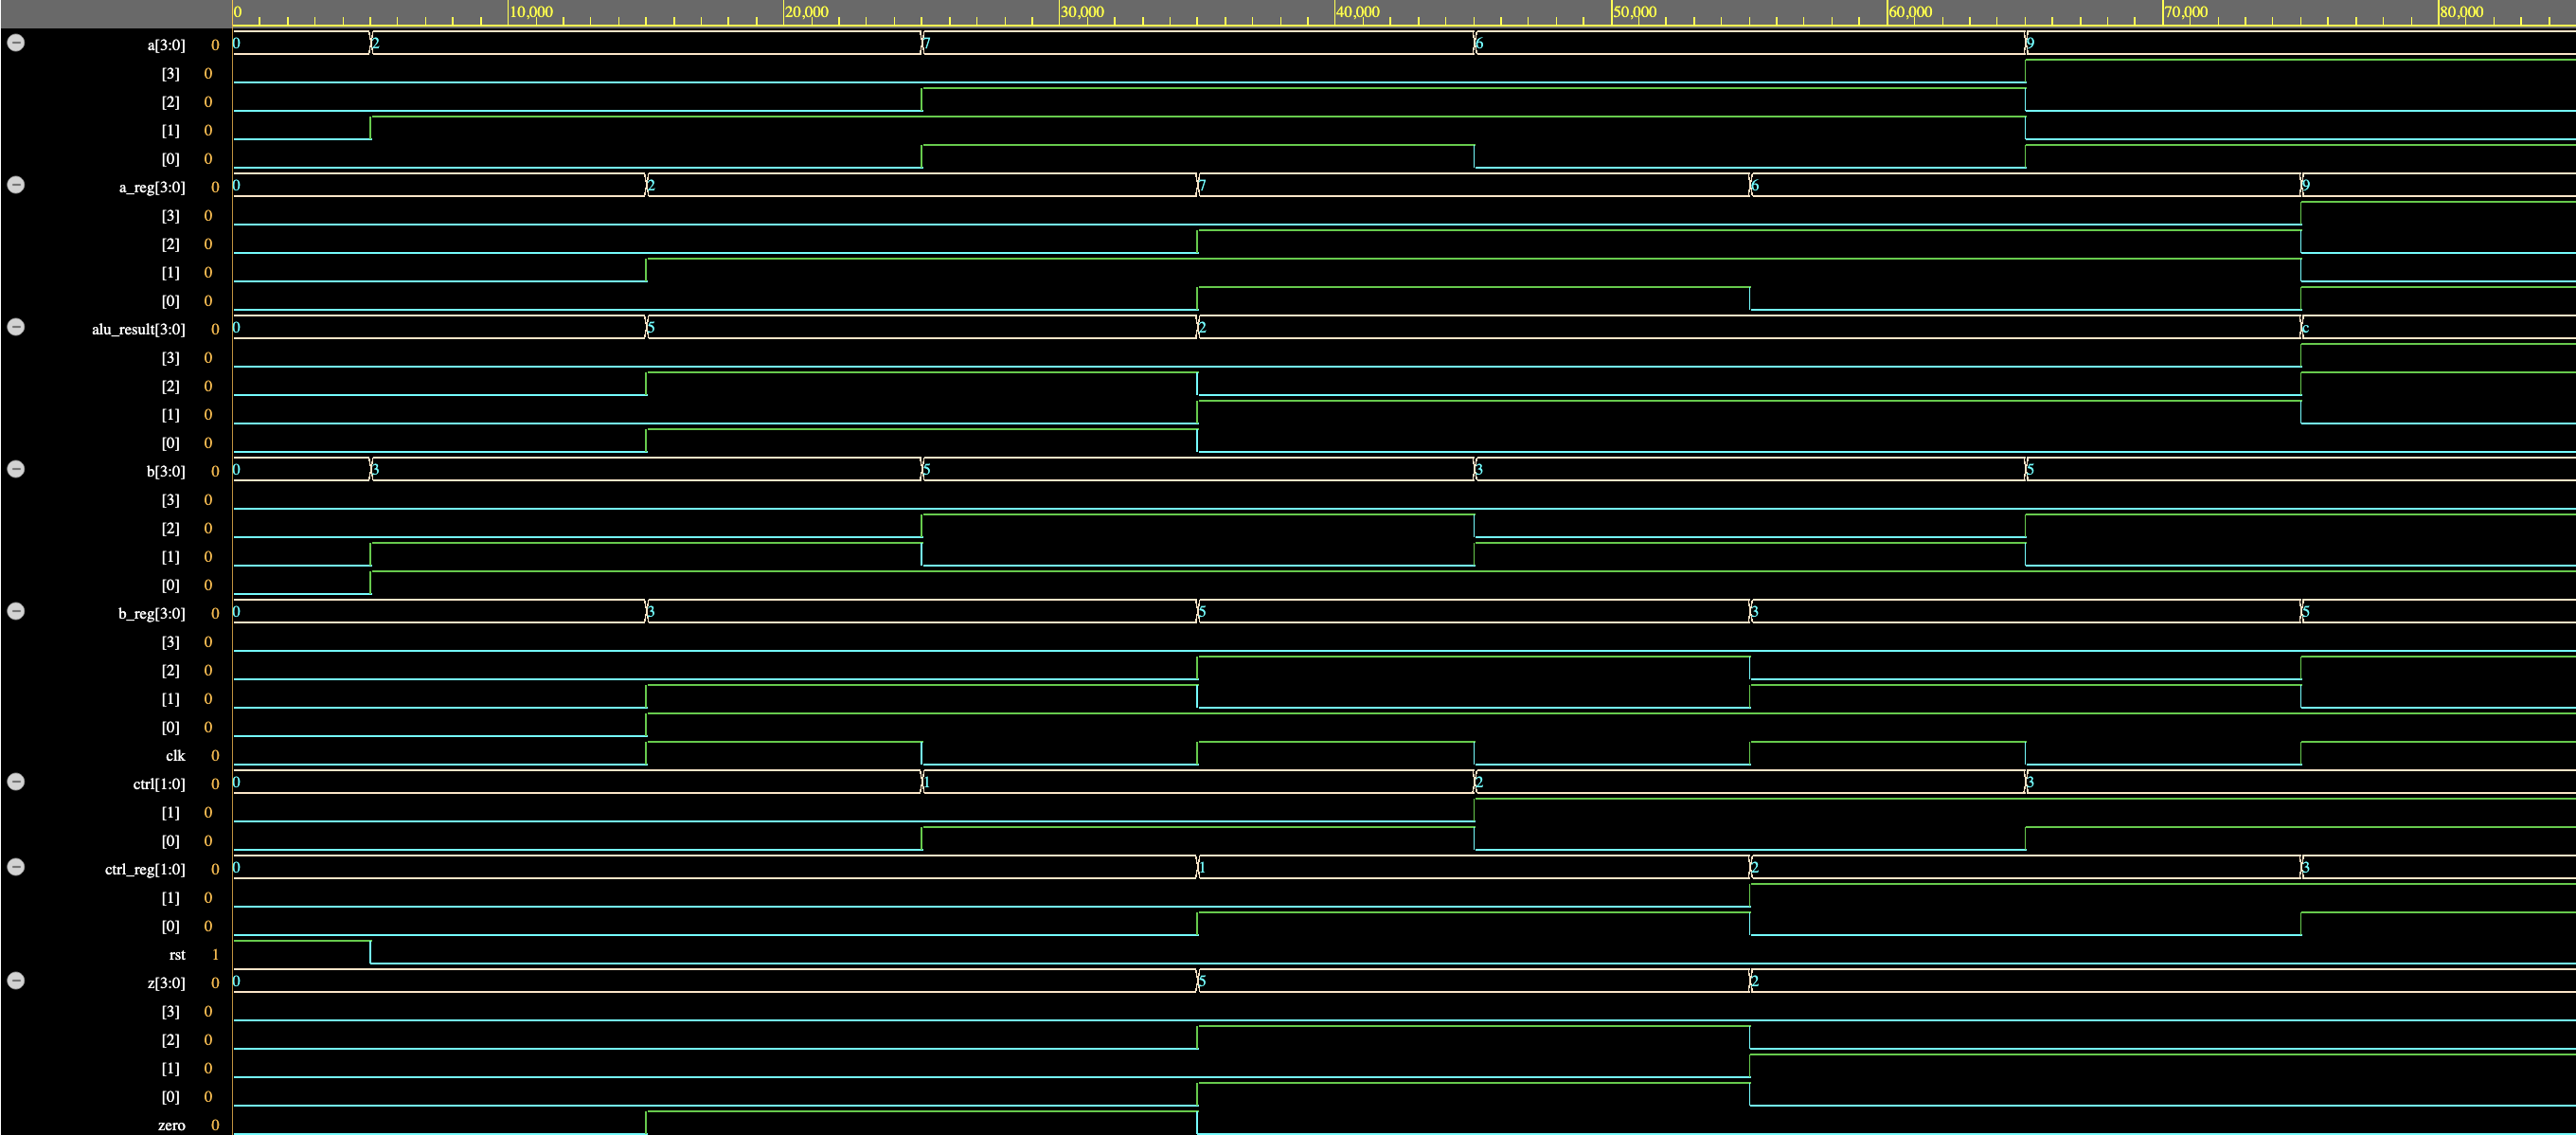 0 10,000 20,000 30,000 40,000 50,000 60,000 70,000 80,000
a[3:0] 0 0 2 7 6 9
[3] 0
[2] 0
[1] 0
[0] 0
a_reg[3:0] 0 0 2 7 6 9
[3] 0
[2] 0
[1] 0
[0] 0
alu_result[3:0] 0 0 5 2 c
[3] 0
[2] 0
[1] 0
[0] 0
b[3:0] 0 0 3 5 3 5
[3] 0
[2] 0
[1] 0
[0] 0
b_reg[3:0] 0 0 3 5 3 5
[3] 0
[2] 0
[1] 0
[0] 0
clk 0
ctrl[1:0] 0 0 1 2 3
[1] 0
[0] 0
ctrl_reg[1:0] 0 0 1 2 3
[1] 0
[0] 0
rst 1
z[3:0] 0 0 5 2
[3] 0
[2] 0
[1] 0
[0] 0
zero 0